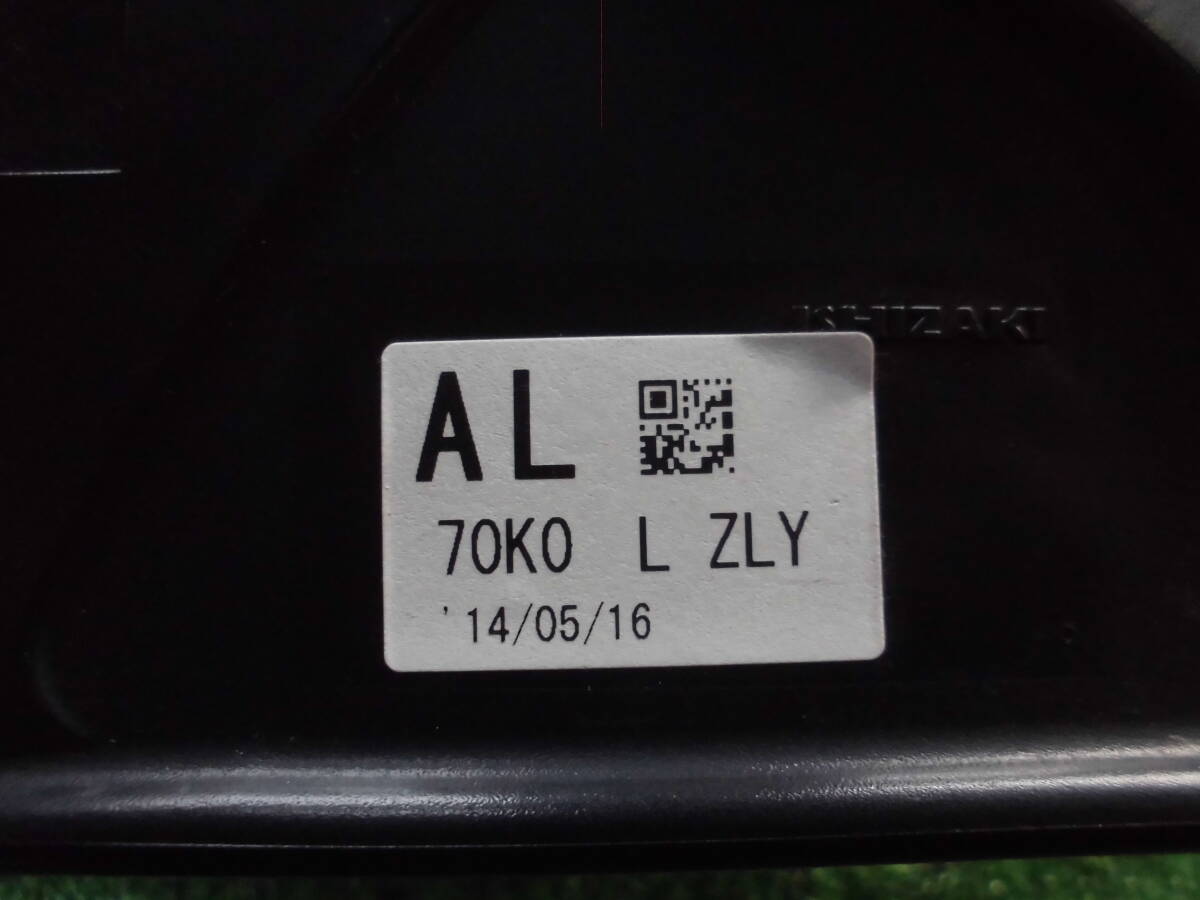 ISHIZAKI
AL
70K0 L ZLY
'14/05/16